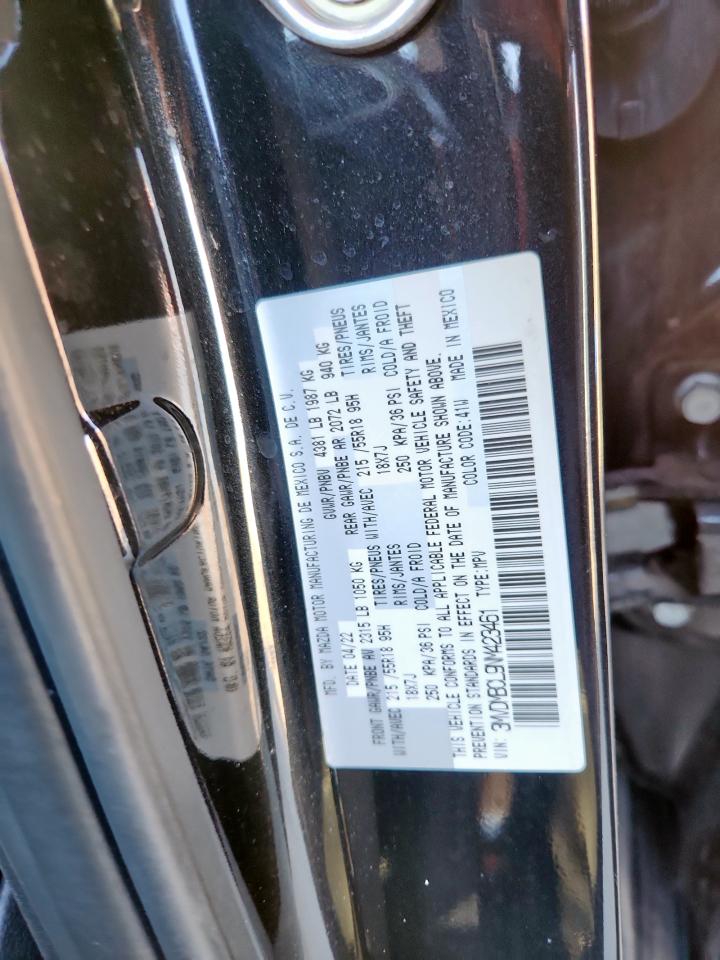 MFD. BY MAZDA MOTOR MANUFACTURING DE MEXICO S.A. DE C.V.
DATE 04/22 GVWR/PNBV 4381 LB 1987 KG
FRONT GAWR/PNBE AV 2315 LB 1050 KG REAR GAWR/PNBE AR 2072 LB 940 KG
WITH/AVEC 215 /55R18 95H TIRES/PNEUS WITH/AVEC 215 /55R18 95H TIRES/PNEUS
18X7J RIMS/JANTES 18X7J RIMS/JANTES
250 KPA/36 PSI COLD/A FROID 250 KPA/36 PSI COLD/A FROID
THIS VEHICLE CONFORMS TO ALL APPLICABLE FEDERAL MOTOR VEHICLE SAFETY AND THEFT
PREVENTION STANDARDS IN EFFECT ON THE DATE OF MANUFACTURE SHOWN ABOVE.
VIN: 3MVDMBCL9NM423461 TYPE:MPV COLOR CODE:41W MADE IN MEXICO